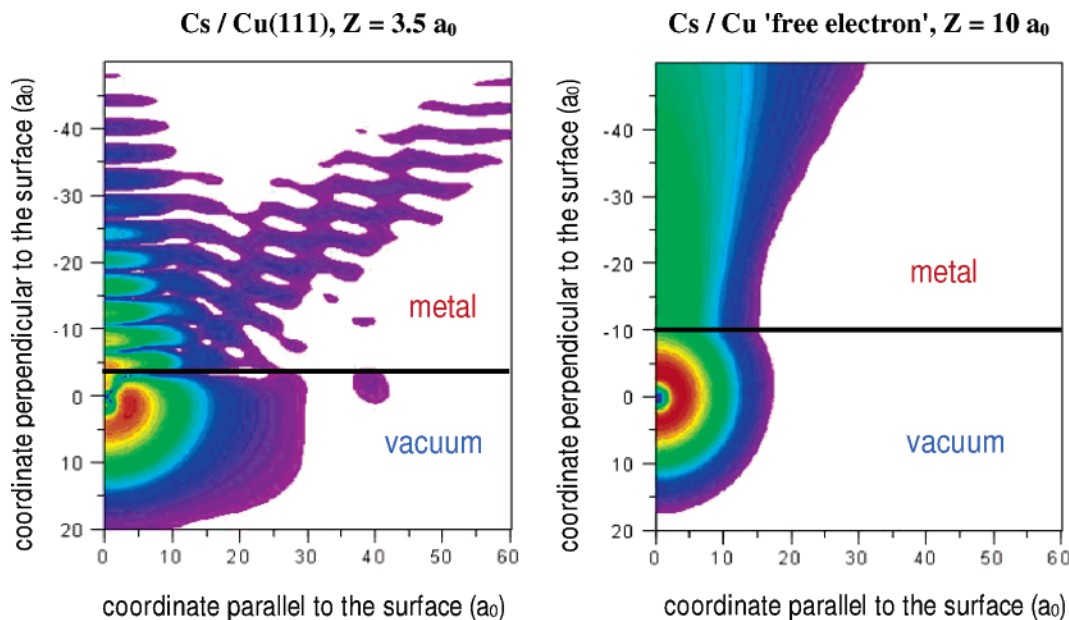 Cs / Cu(111), Z = 3.5 a₀
Cs / Cu 'free electron', Z = 10 a₀
coordinate perpendicular to the surface (a₀)
-40
-30
-20
-10
0
10
20
metal
vacuum
0 10 20 30 40 50 60
coordinate parallel to the surface (a₀)
coordinate perpendicular to the surface (a₀)
-40
-30
-20
-10
0
10
20
metal
vacuum
0 10 20 30 40 50 60
coordinate parallel to the surface (a₀)